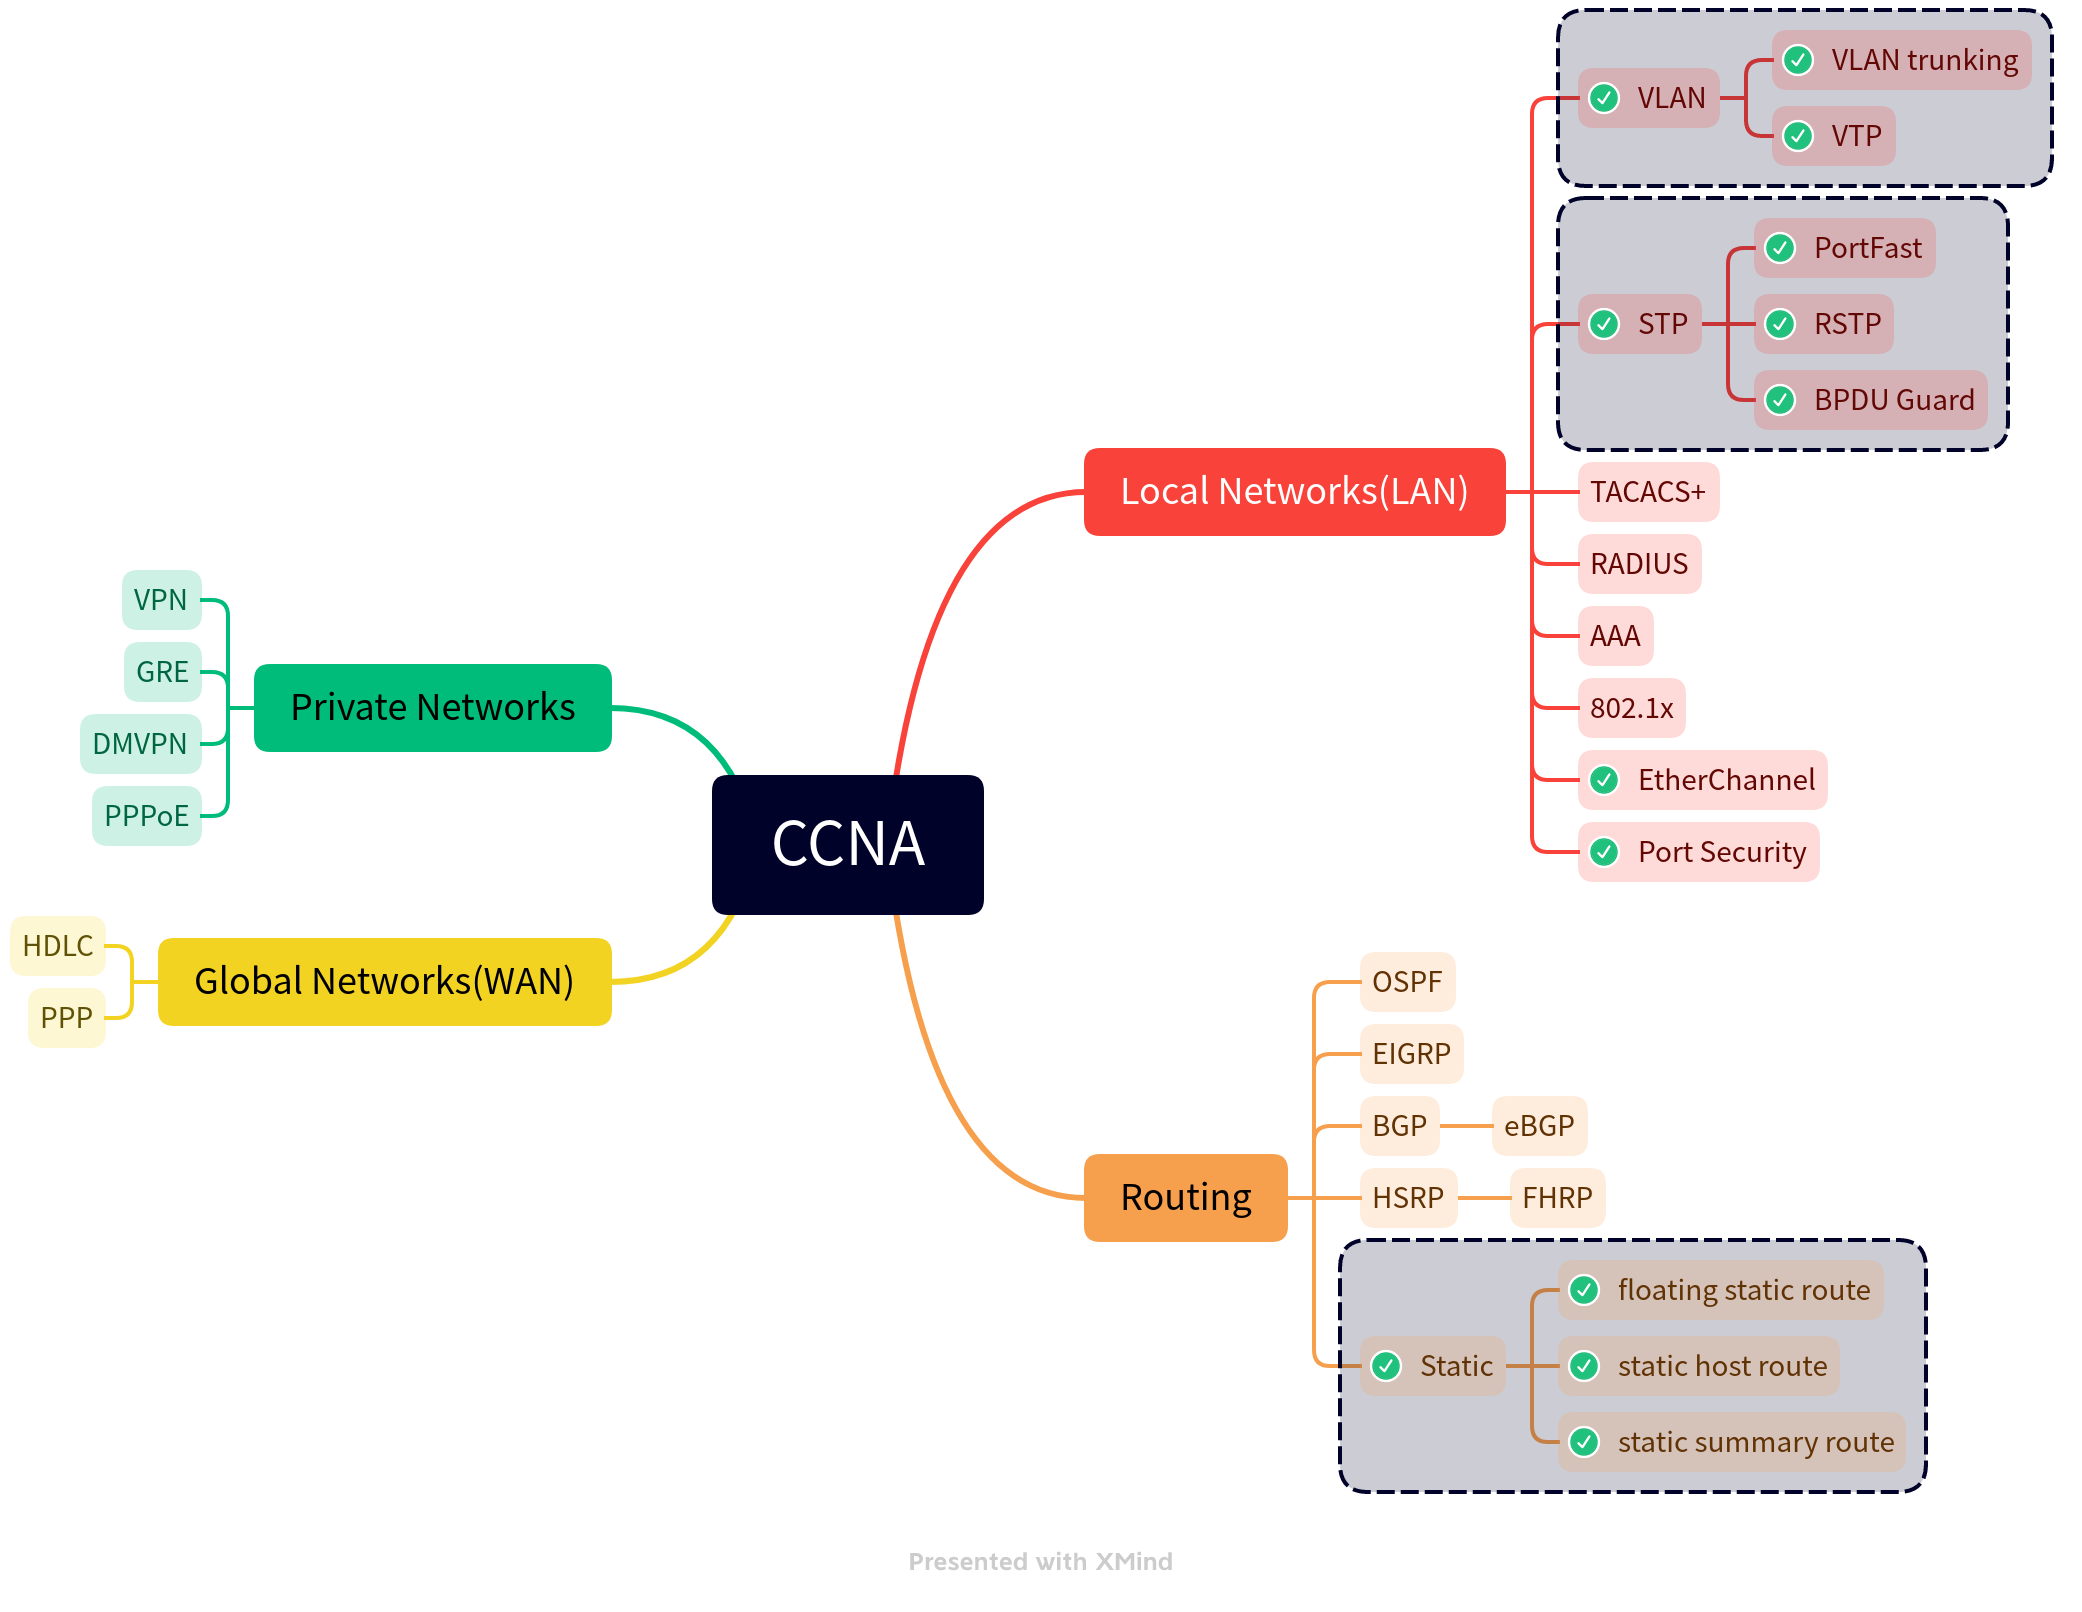 CCNA
Local Networks(LAN)
VLAN
VLAN trunking
VTP
STP
PortFast
RSTP
BPDU Guard
TACACS+
RADIUS
AAA
802.1x
EtherChannel
Port Security
Routing
OSPF
EIGRP
BGP
eBGP
HSRP
FHRP
Static
floating static route
static host route
static summary route
Private Networks
VPN
GRE
DMVPN
PPPoE
Global Networks(WAN)
HDLC
PPP
Presented with XMind